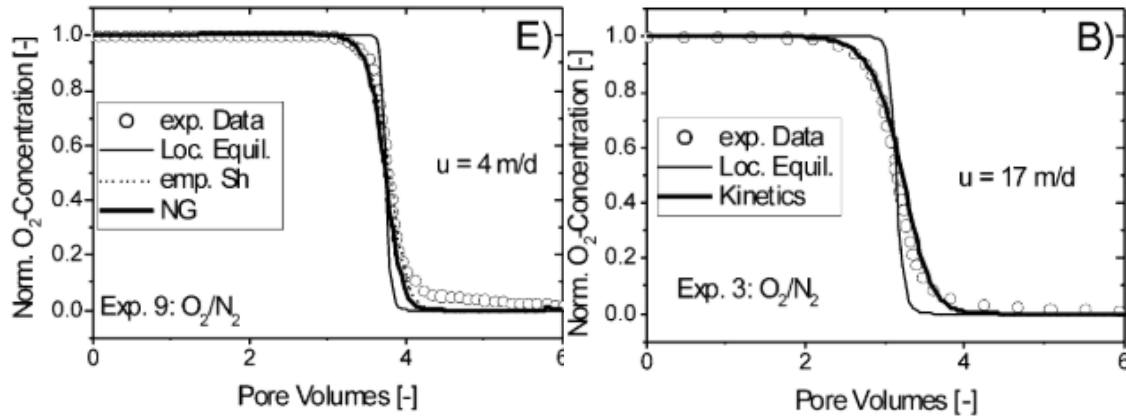 E)
Norm. O₂-Concentration [-]
1.0
0.8
0.6
0.4
0.2
0.0
exp. Data
Loc. Equil.
emp. Sh
NG
u = 4 m/d
Exp. 9: O₂/N₂
0 2 4 6
Pore Volumes [-]
B)
Norm. O₂-Concentration [-]
1.0
0.8
0.6
0.4
0.2
0.0
exp. Data
Loc. Equil.
Kinetics
u = 17 m/d
Exp. 3: O₂/N₂
0 2 4 6
Pore Volumes [-]